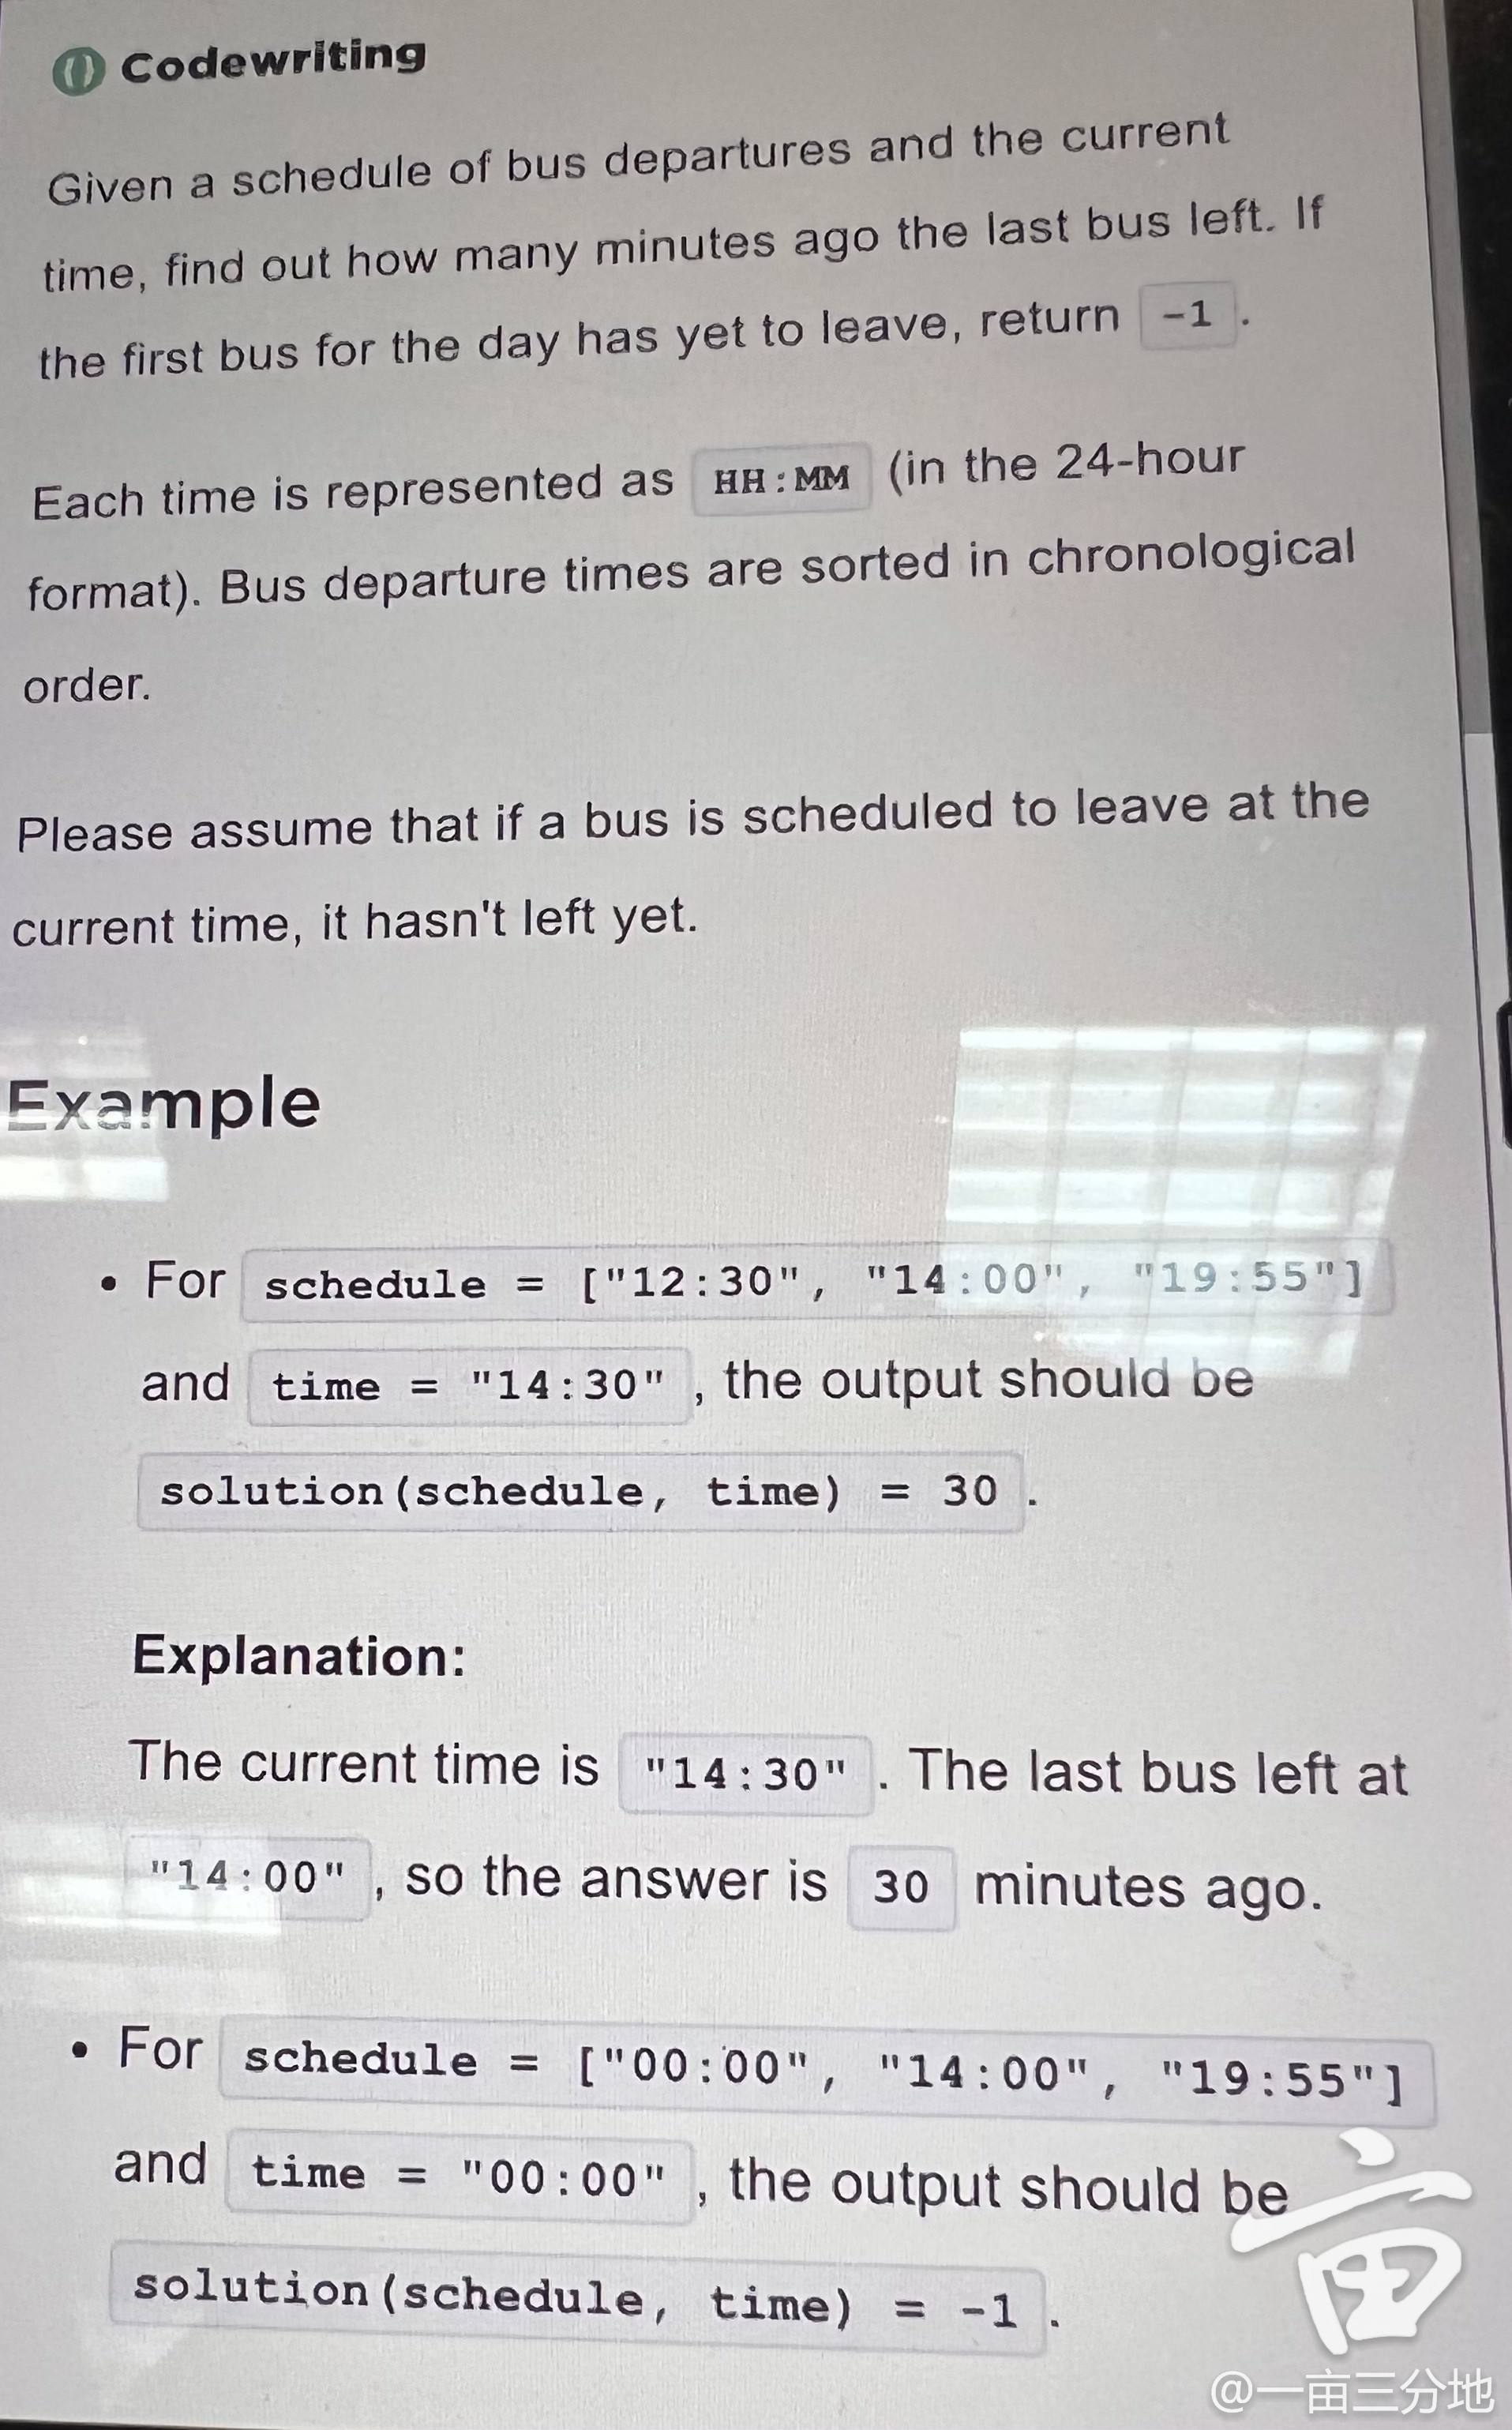 Codewriting
Given a schedule of bus departures and the current
time, find out how many minutes ago the last bus left. If
the first bus for the day has yet to leave, return -1 .
Each time is represented as HH:MM (in the 24-hour
format). Bus departure times are sorted in chronological
order.
Please assume that if a bus is scheduled to leave at the
current time, it hasn't left yet.
Example
• For schedule = ["12:30", "14:00", "19:55"]
and time = "14:30" , the output should be
solution(schedule, time) = 30 .
Explanation:
The current time is "14:30" . The last bus left at
"14:00" , so the answer is 30 minutes ago.
• For schedule = ["00:00", "14:00", "19:55"]
and time = "00:00" , the output should be
solution(schedule, time) = -1 .
亩
@一亩三分地